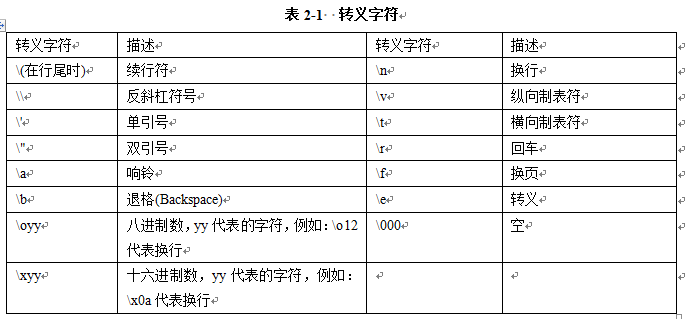 表 2-1 转义字符
转义字符 描述 转义字符 描述
\(在行尾时) 续行符 \n 换行
\\ 反斜杠符号 \v 纵向制表符
\' 单引号 \t 横向制表符
\" 双引号 \r 回车
\a 响铃 \f 换页
\b 退格(Backspace) \e 转义
\oyy 八进制数，yy 代表的字符，例如：\o12 \000 空
代表换行
\xyy 十六进制数，yy 代表的字符，例如：
\x0a 代表换行